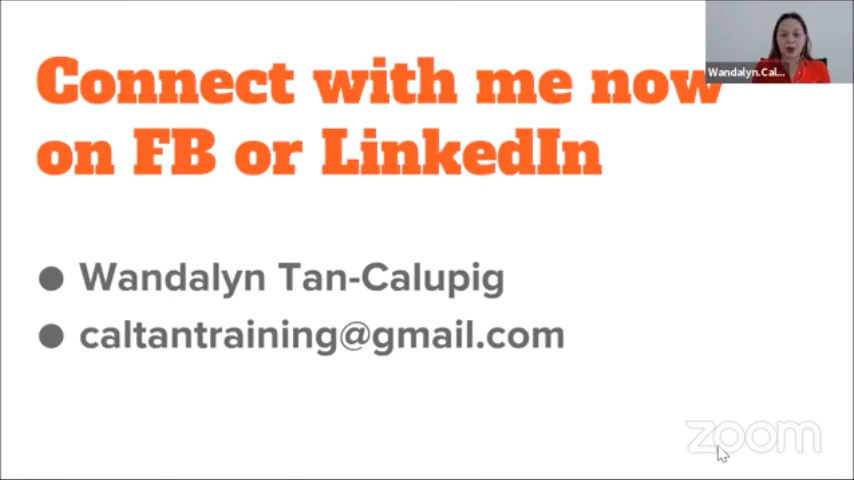 Connect with me now
on FB or LinkedIn
Wandalyn.Cal...
● Wandalyn Tan-Calupig
● caltantraining@gmail.com
zoom